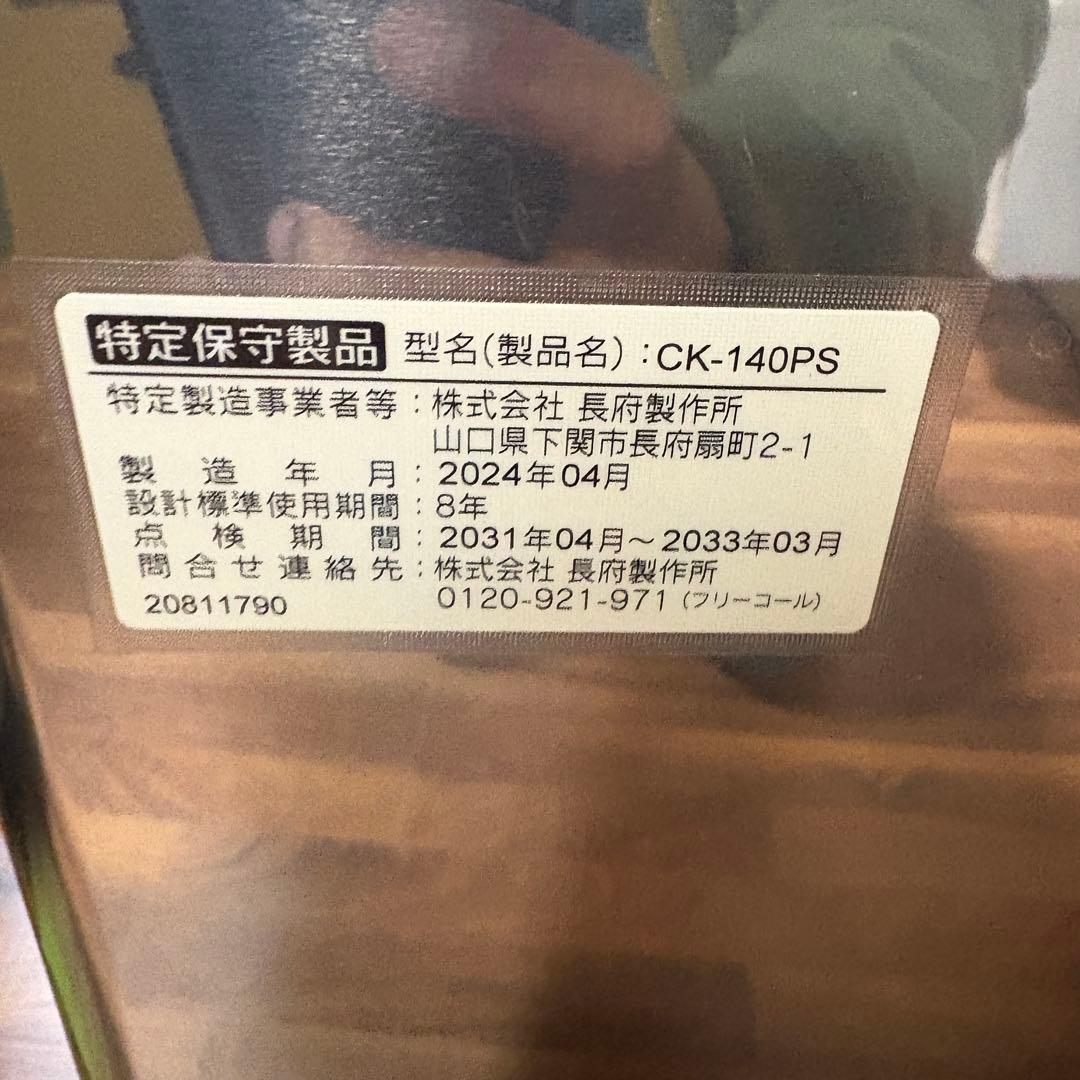 特定保守製品 型名(製品名):CK-140PS
特定製造事業者等:株式会社 長府製作所
山口県下関市長府扇町2-1
製造年月:2024年04月
設計標準使用期間:8年
点検期間:2031年04月～2033年03月
問合せ連絡先:株式会社 長府製作所
20811790 0120-921-971(フリーコール)